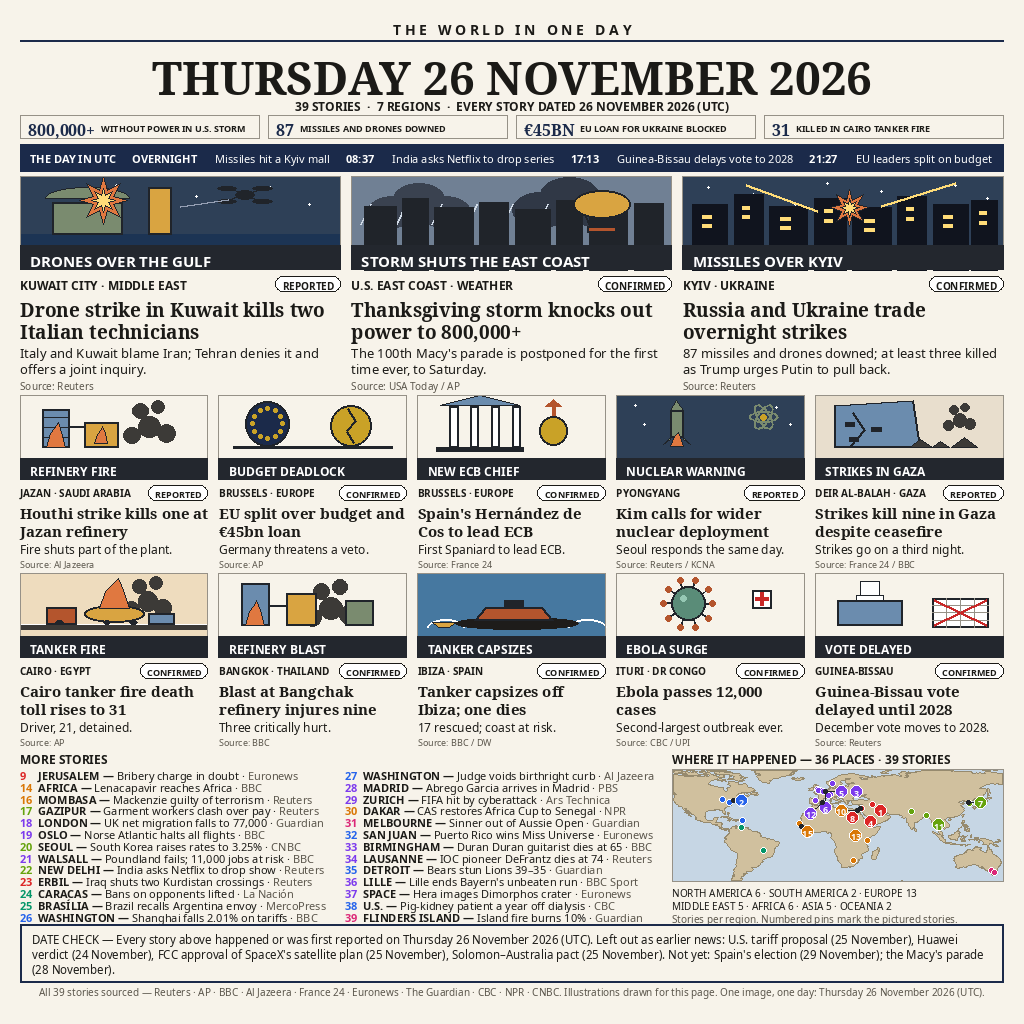 THE WORLD IN ONE DAY
THURSDAY 26 NOVEMBER 2026
39 STORIES · 7 REGIONS · EVERY STORY DATED 26 NOVEMBER 2026 (UTC)
800,000+ WITHOUT POWER IN U.S. STORM
87 MISSILES AND DRONES DOWNED
€45BN EU LOAN FOR UKRAINE BLOCKED
31 KILLED IN CAIRO TANKER FIRE
THE DAY IN UTC OVERNIGHT Missiles hit a Kyiv mall 08:37 India asks Netflix to drop series 17:13 Guinea-Bissau delays vote to 2028 21:27 EU leaders split on budget
DRONES OVER THE GULF
KUWAIT CITY · MIDDLE EAST REPORTED
Drone strike in Kuwait kills two
Italian technicians
Italy and Kuwait blame Iran; Tehran denies it and
offers a joint inquiry.
Source: Reuters
STORM SHUTS THE EAST COAST
U.S. EAST COAST · WEATHER CONFIRMED
Thanksgiving storm knocks out
power to 800,000+
The 100th Macy's parade is postponed for the first
time ever, to Saturday.
Source: USA Today / AP
MISSILES OVER KYIV
KYIV · UKRAINE CONFIRMED
Russia and Ukraine trade
overnight strikes
87 missiles and drones downed; at least three killed
as Trump urges Putin to pull back.
Source: Reuters
REFINERY FIRE
JAZAN · SAUDI ARABIA REPORTED
Houthi strike kills one at
Jazan refinery
Fire shuts part of the plant.
Source: Al Jazeera
BUDGET DEADLOCK
BRUSSELS · EUROPE CONFIRMED
EU split over budget and
€45bn loan
Germany threatens a veto.
Source: AP
NEW ECB CHIEF
BRUSSELS · EUROPE CONFIRMED
Spain's Hernández de
Cos to lead ECB
First Spaniard to lead ECB.
Source: France 24
NUCLEAR WARNING
PYONGYANG REPORTED
Kim calls for wider
nuclear deployment
Seoul responds the same day.
Source: Reuters / KCNA
STRIKES IN GAZA
DEIR AL-BALAH · GAZA REPORTED
Strikes kill nine in Gaza
despite ceasefire
Strikes go on a third night.
Source: France 24 / BBC
TANKER FIRE
CAIRO · EGYPT CONFIRMED
Cairo tanker fire death
toll rises to 31
Driver, 21, detained.
Source: AP
REFINERY BLAST
BANGKOK · THAILAND CONFIRMED
Blast at Bangchak
refinery injures nine
Three critically hurt.
Source: BBC
TANKER CAPSIZES
IBIZA · SPAIN CONFIRMED
Tanker capsizes off
Ibiza; one dies
17 rescued; coast at risk.
Source: BBC / DW
EBOLA SURGE
ITURI · DR CONGO CONFIRMED
Ebola passes 12,000
cases
Second-largest outbreak ever.
Source: CBC / UPI
VOTE DELAYED
GUINEA-BISSAU CONFIRMED
Guinea-Bissau vote
delayed until 2028
December vote moves to 2028.
Source: AP
MORE STORIES
9 JERUSALEM — Bribery charge in doubt · Euronews
14 AFRICA — Lenacapavir reaches Africa · BBC
16 MOMBASA — Mackenzie guilty of terrorism · Reuters
17 GAZIPUR — Garment workers clash over pay · Reuters
18 LONDON — UK net migration falls to 77,000 · Guardian
19 OSLO — Norse Atlantic halts all flights · BBC
20 SEOUL — South Korea raises rates to 3.25% · CNBC
21 WALSALL — Poundland fails; 11,000 jobs at risk · BBC
22 NEW DELHI — India asks Netflix to drop show · Reuters
23 ERBIL — Iraq shuts two Kurdistan crossings · Reuters
24 CARACAS — Bans on opponents lifted · La Nación
25 BRASÍLIA — Brazil recalls Argentina envoy · MercoPress
26 WASHINGTON — Shanghai falls 2.01% on tariffs · BBC
27 WASHINGTON — Judge voids birthright curb · Al Jazeera
28 MADRID — Abrego Garcia arrives in Madrid · PBS
29 ZURICH — FIFA hit by cyberattack · Ars Technica
30 DAKAR — CAS restores Africa Cup to Senegal · NPR
31 MELBOURNE — Sinner out of Aussie Open · Guardian
32 SAN JUAN — Puerto Rico wins Miss Universe · Euronews
33 BIRMINGHAM — Duran Duran guitarist dies at 65 · BBC
34 LAUSANNE — IOC pioneer DeFrantz dies at 74 · Reuters
35 DETROIT — Bears stun Lions 39–35 · Guardian
36 LILLE — Lille ends Bayern's unbeaten run · BBC Sport
37 SPACE — Hera images Dimorphos crater · Euronews
38 U.S. — Pig-kidney patient a year off dialysis · CBC
39 FLINDERS ISLAND — Island fire burns 10% · Guardian
WHERE IT HAPPENED — 36 PLACES · 39 STORIES
NORTH AMERICA 6 · SOUTH AMERICA 2 · EUROPE 13
MIDDLE EAST 5 · AFRICA 6 · ASIA 5 · OCEANIA 2
Stories per region. Numbered pins mark the pictured stories.
DATE CHECK — Every story above happened or was first reported on Thursday 26 November 2026 (UTC). Left out as earlier news: U.S. tariff proposal (25 November), Huawei
verdict (24 November), FCC approval of SpaceX's satellite plan (25 November), Solomon–Australia pact (25 November). Not yet: Spain's election (29 November); the Macy's parade
(28 November).
All 39 stories sourced — Reuters · AP · BBC · Al Jazeera · France 24 · Euronews · The Guardian · CBC · NPR · CNBC. Illustrations drawn for this page. One image, one day: Thursday 26 November 2026 (UTC).